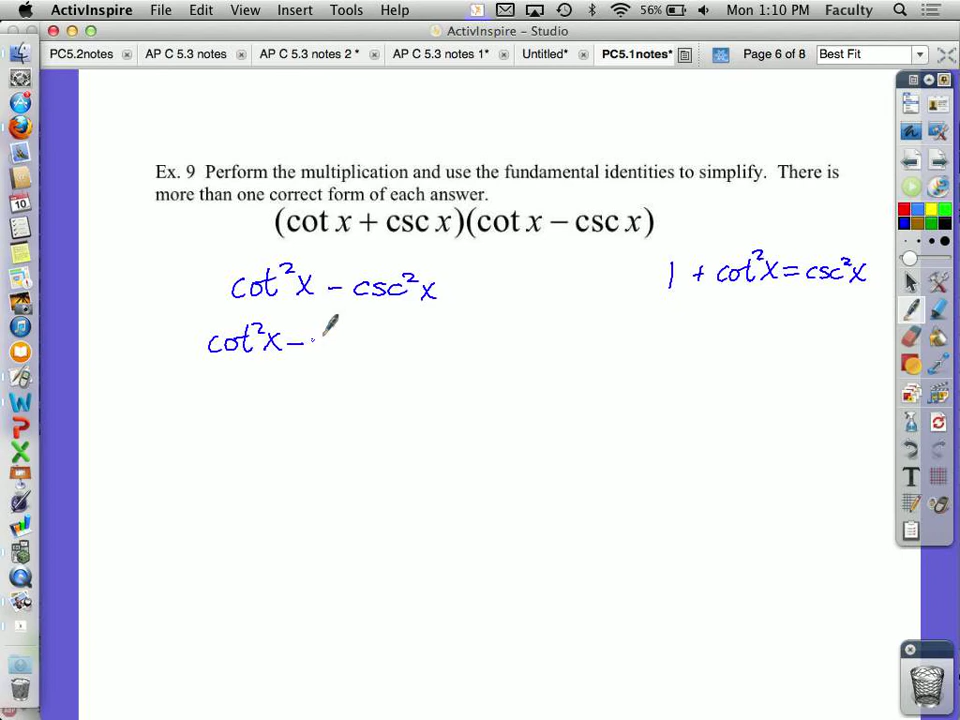 ActivInspire File Edit View Insert Tools Help 56% Mon 1:10 PM Faculty
ActivInspire - Studio
PC5.2notes AP C 5.3 notes AP C 5.3 notes 2 * AP C 5.3 notes 1* Untitled* PC5.1notes* Page 6 of 8 Best Fit
Ex. 9 Perform the multiplication and use the fundamental identities to simplify. There is
more than one correct form of each answer.
(cot x + csc x)(cot x − csc x)
cot²x − csc²x
1 + cot²x = csc²x
cot²x −